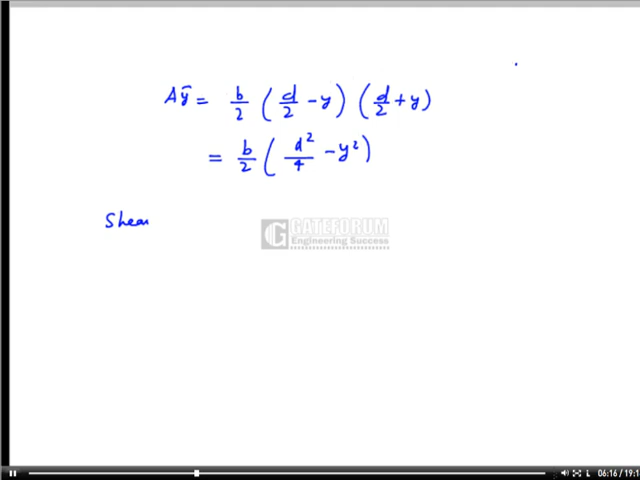 Aȳ = b/2 (d/2 - y) (d/2 + y)
= b/2 (d²/4 - y²)
Shear
GATEFORUM
Engineering Success
06:16 / 19:1